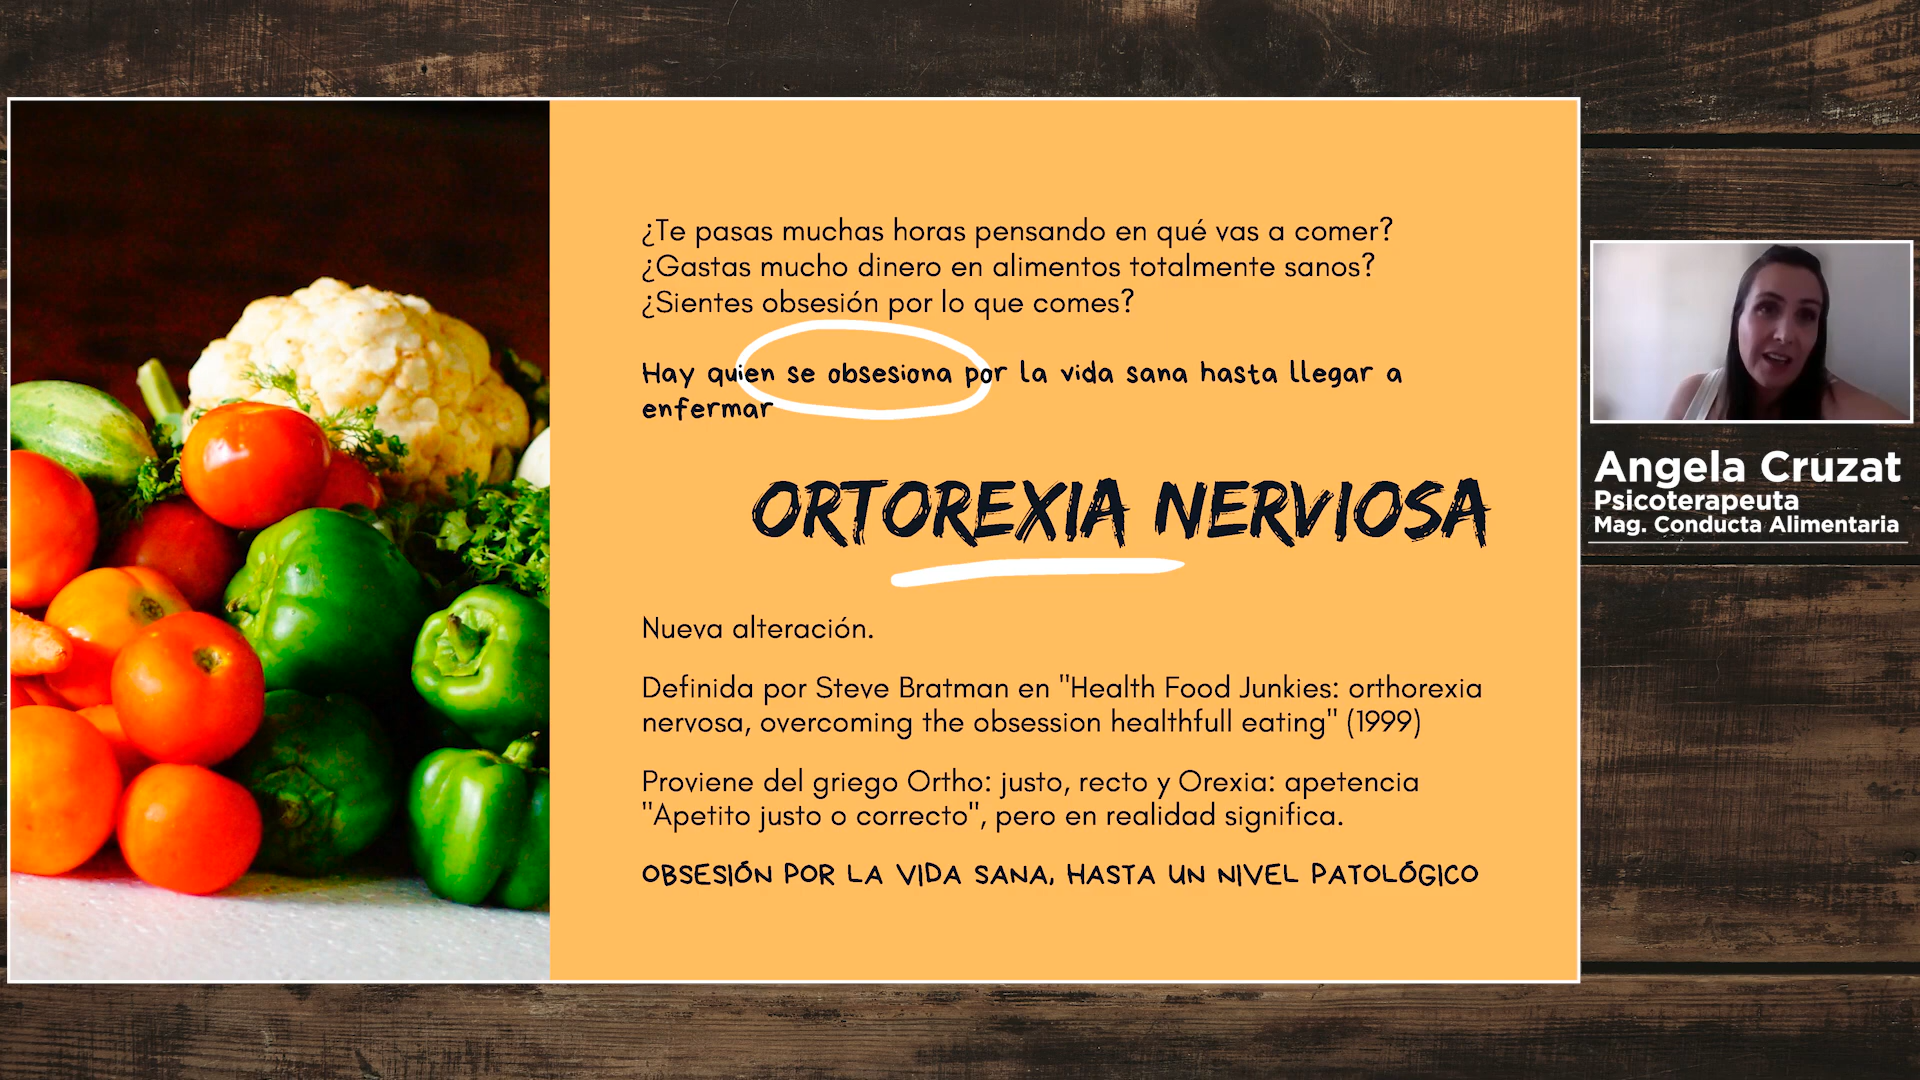 ¿Te pasas muchas horas pensando en qué vas a comer?
¿Gastas mucho dinero en alimentos totalmente sanos?
¿Sientes obsesión por lo que comes?
Hay quien se obsesiona por la vida sana hasta llegar a
enfermar
ORTOREXIA NERVIOSA
Nueva alteración.
Definida por Steve Bratman en "Health Food Junkies: orthorexia
nervosa, overcoming the obsession healthfull eating" (1999)
Proviene del griego Ortho: justo, recto y Orexia: apetencia
"Apetito justo o correcto", pero en realidad significa.
OBSESIÓN POR LA VIDA SANA, HASTA UN NIVEL PATOLÓGICO
Angela Cruzat
Psicoterapeuta
Mag. Conducta Alimentaria